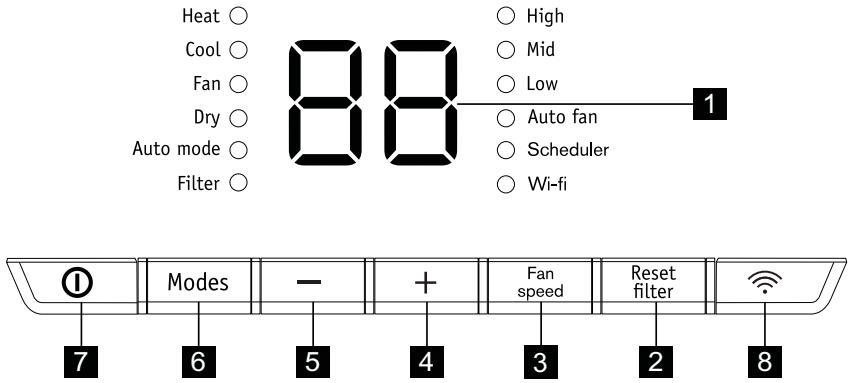 Heat
High
Cool
Mid
Fan
Low
Dry
Auto fan
Auto mode
Scheduler
Filter
Wi-fi
88
1
Modes
−
+
Fan
speed
Reset
filter
7
6
5
4
3
2
8